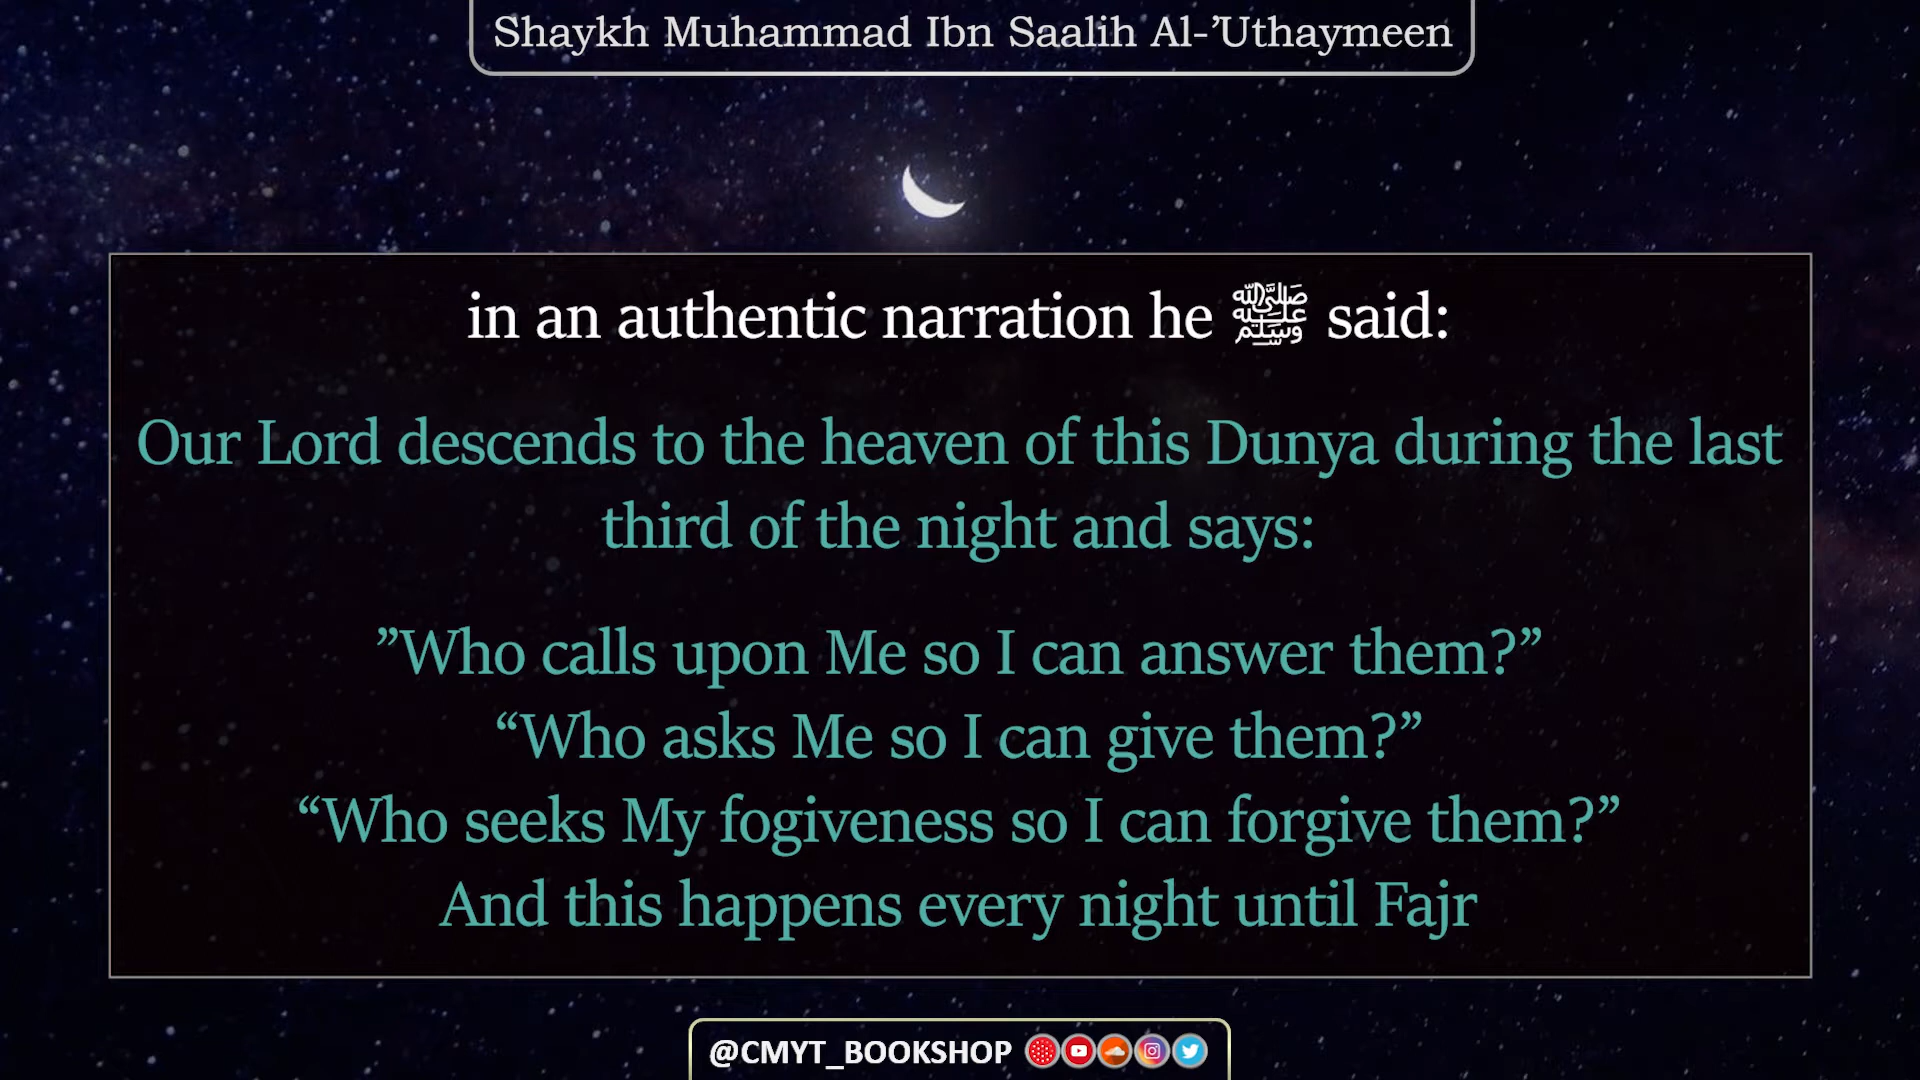 Shaykh Muhammad Ibn Saalih Al-’Uthaymeen
in an authentic narration he ﷺ said:
Our Lord descends to the heaven of this Dunya during the last
third of the night and says:
”Who calls upon Me so I can answer them?”
“Who asks Me so I can give them?”
“Who seeks My fogiveness so I can forgive them?”
And this happens every night until Fajr
@CMYT_BOOKSHOP